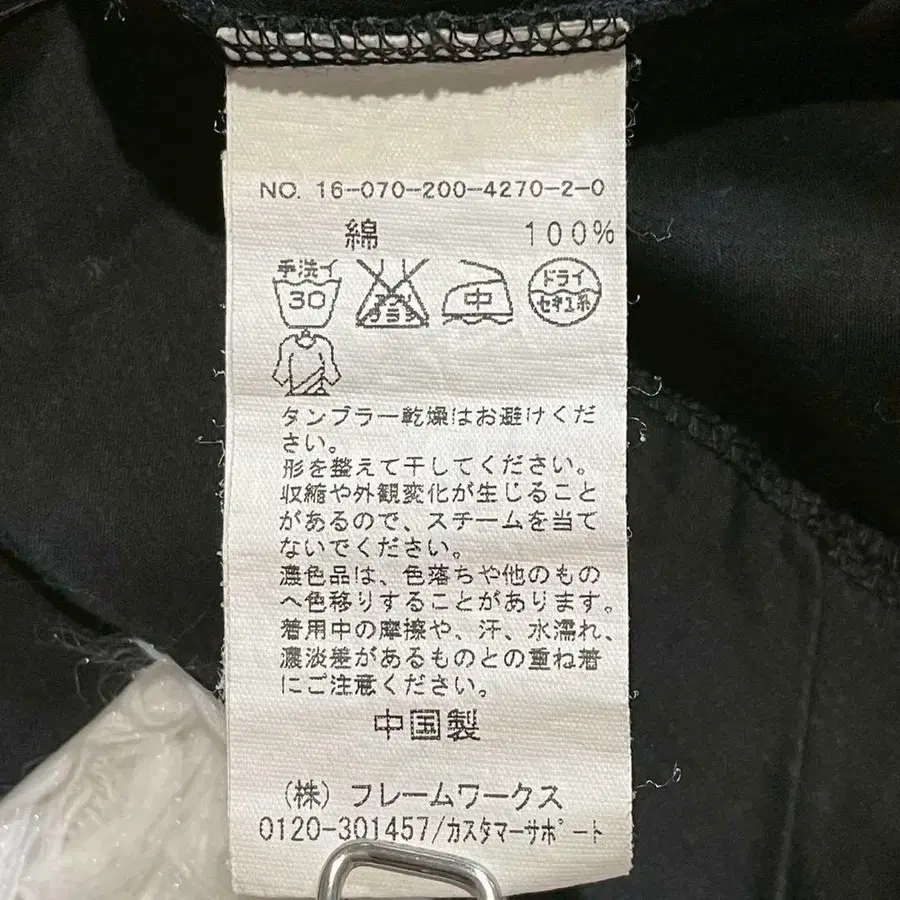 NO. 16-070-200-4270-2-0
綿 100%
手洗イ 30 エンソサラシ 中 ドライ セキユ系
タンブラー乾燥はお避けくだ
さい。
形を整えて干してください。
収縮や外観変化が生じること
があるので、スチームを当て
ないでください。
濃色品は、色落ちや他のもの
へ色移りすることがあります。
着用中の摩擦や、汗、水濡れ、
濃淡差があるものとの重ね着
にご注意ください。
中国製
(株) フレームワークス
0120-301457/カスタマーサポート